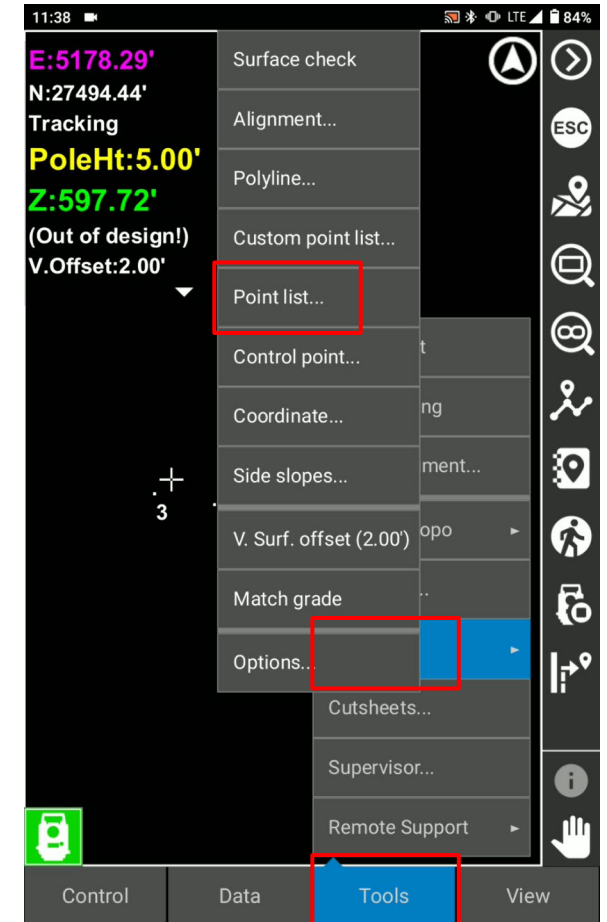 11:38
LTE
84%
E:5178.29'
N:27494.44'
Tracking
PoleHt:5.00'
Z:597.72'
(Out of design!)
V.Offset:2.00'
3
Surface check
Alignment...
Polyline...
Custom point list...
Point list...
Control point...
Coordinate...
Side slopes...
V. Surf. offset (2.00')
Match grade
Options...
t
ng
ment...
opo
Cutsheets...
Supervisor...
Remote Support
ESC
Control
Data
Tools
View